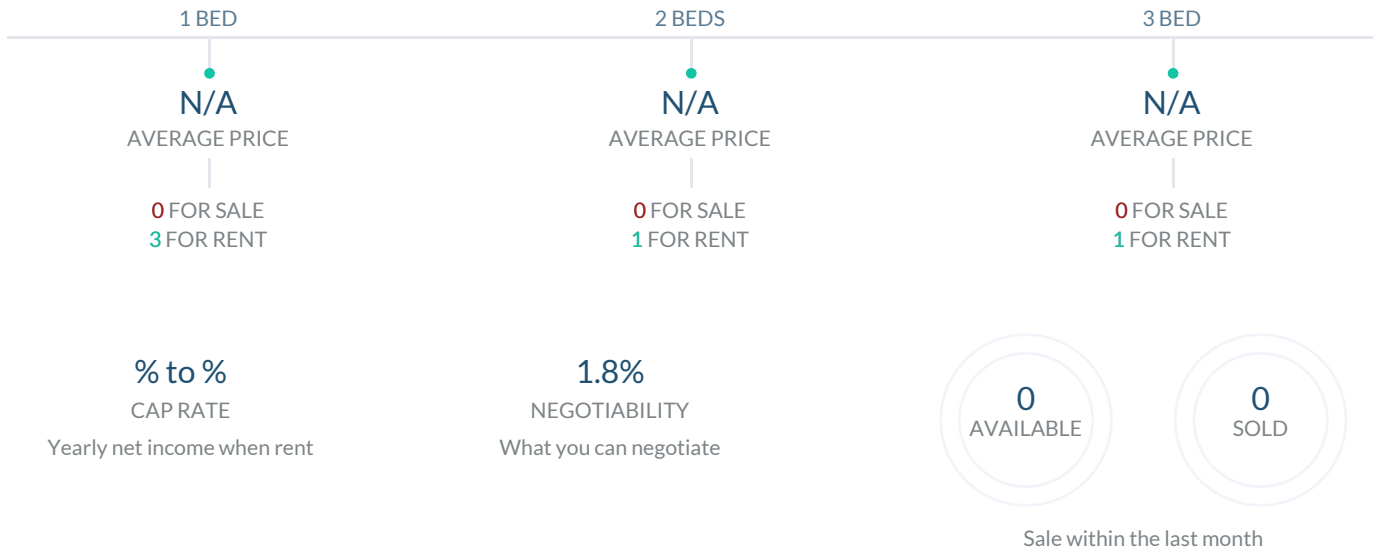 1 BED
2 BEDS
3 BED
N/A
N/A
N/A
AVERAGE PRICE
AVERAGE PRICE
AVERAGE PRICE
0 FOR SALE
0 FOR SALE
0 FOR SALE
3 FOR RENT
1 FOR RENT
1 FOR RENT
% to %
CAP RATE
Yearly net income when rent
1.8%
NEGOTIABILITY
What you can negotiate
0
AVAILABLE
0
SOLD
Sale within the last month